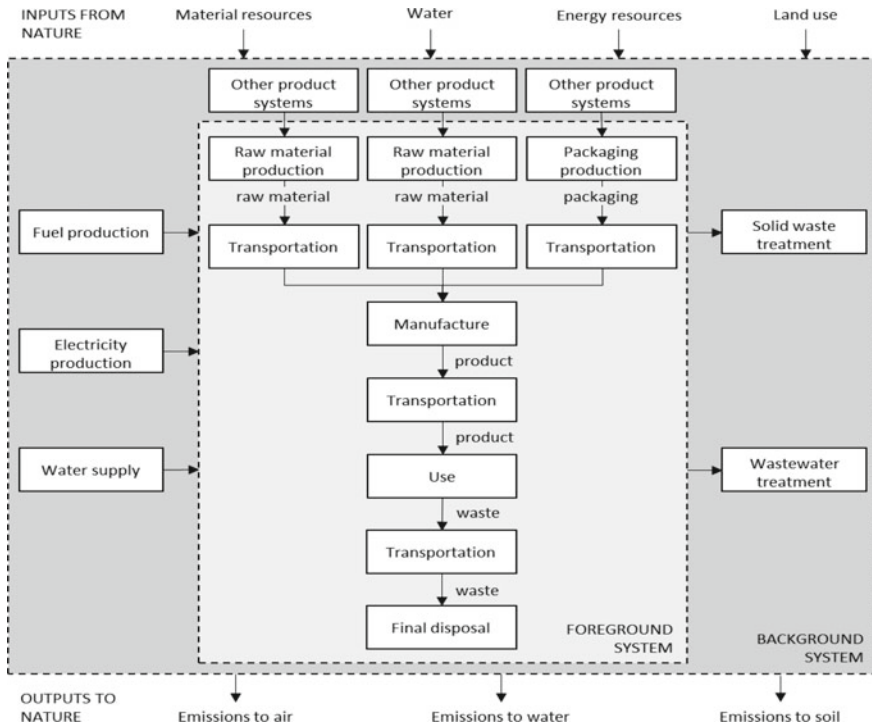 INPUTS FROM
NATURE
Material resources
Water
Energy resources
Land use
Other product
systems
Other product
systems
Other product
systems
Raw material
production
Raw material
production
Packaging
production
raw material
raw material
packaging
Fuel production
Transportation
Transportation
Transportation
Solid waste
treatment
Manufacture
Electricity
production
product
Transportation
product
Water supply
Use
Wastewater
treatment
waste
Transportation
waste
Final disposal
FOREGROUND
SYSTEM
BACKGROUND
SYSTEM
OUTPUTS TO
NATURE
Emissions to air
Emissions to water
Emissions to soil